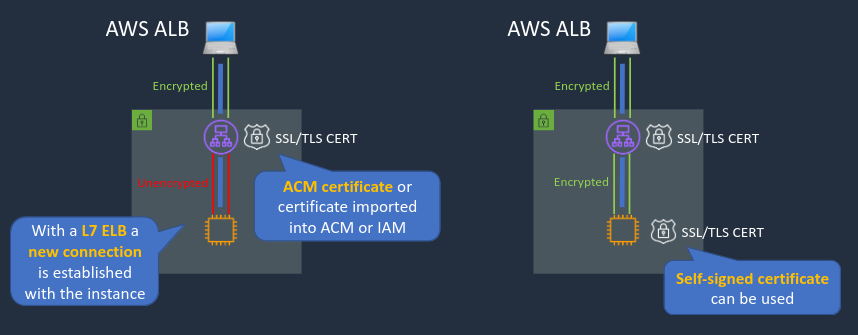 AWS ALB
Encrypted
SSL/TLS CERT
Unencrypted
ACM certificate or
certificate imported
into ACM or IAM
With a L7 ELB a
new connection
is established
with the instance
AWS ALB
Encrypted
SSL/TLS CERT
Encrypted
SSL/TLS CERT
Self-signed certificate
can be used